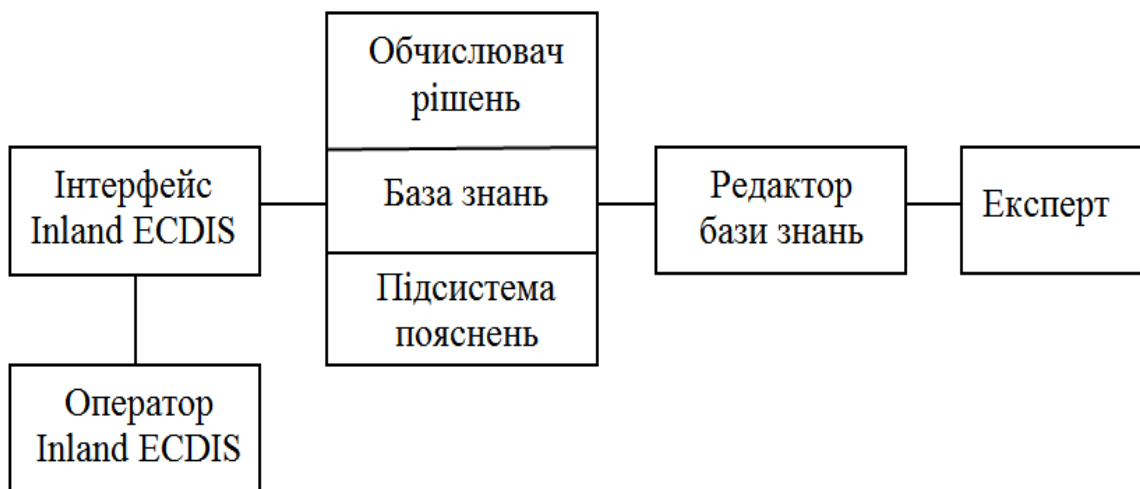 Обчислювач
рішень
Інтерфейс
Inland ECDIS
База знань
Редактор
бази знань
Експерт
Підсистема
пояснень
Оператор
Inland ECDIS